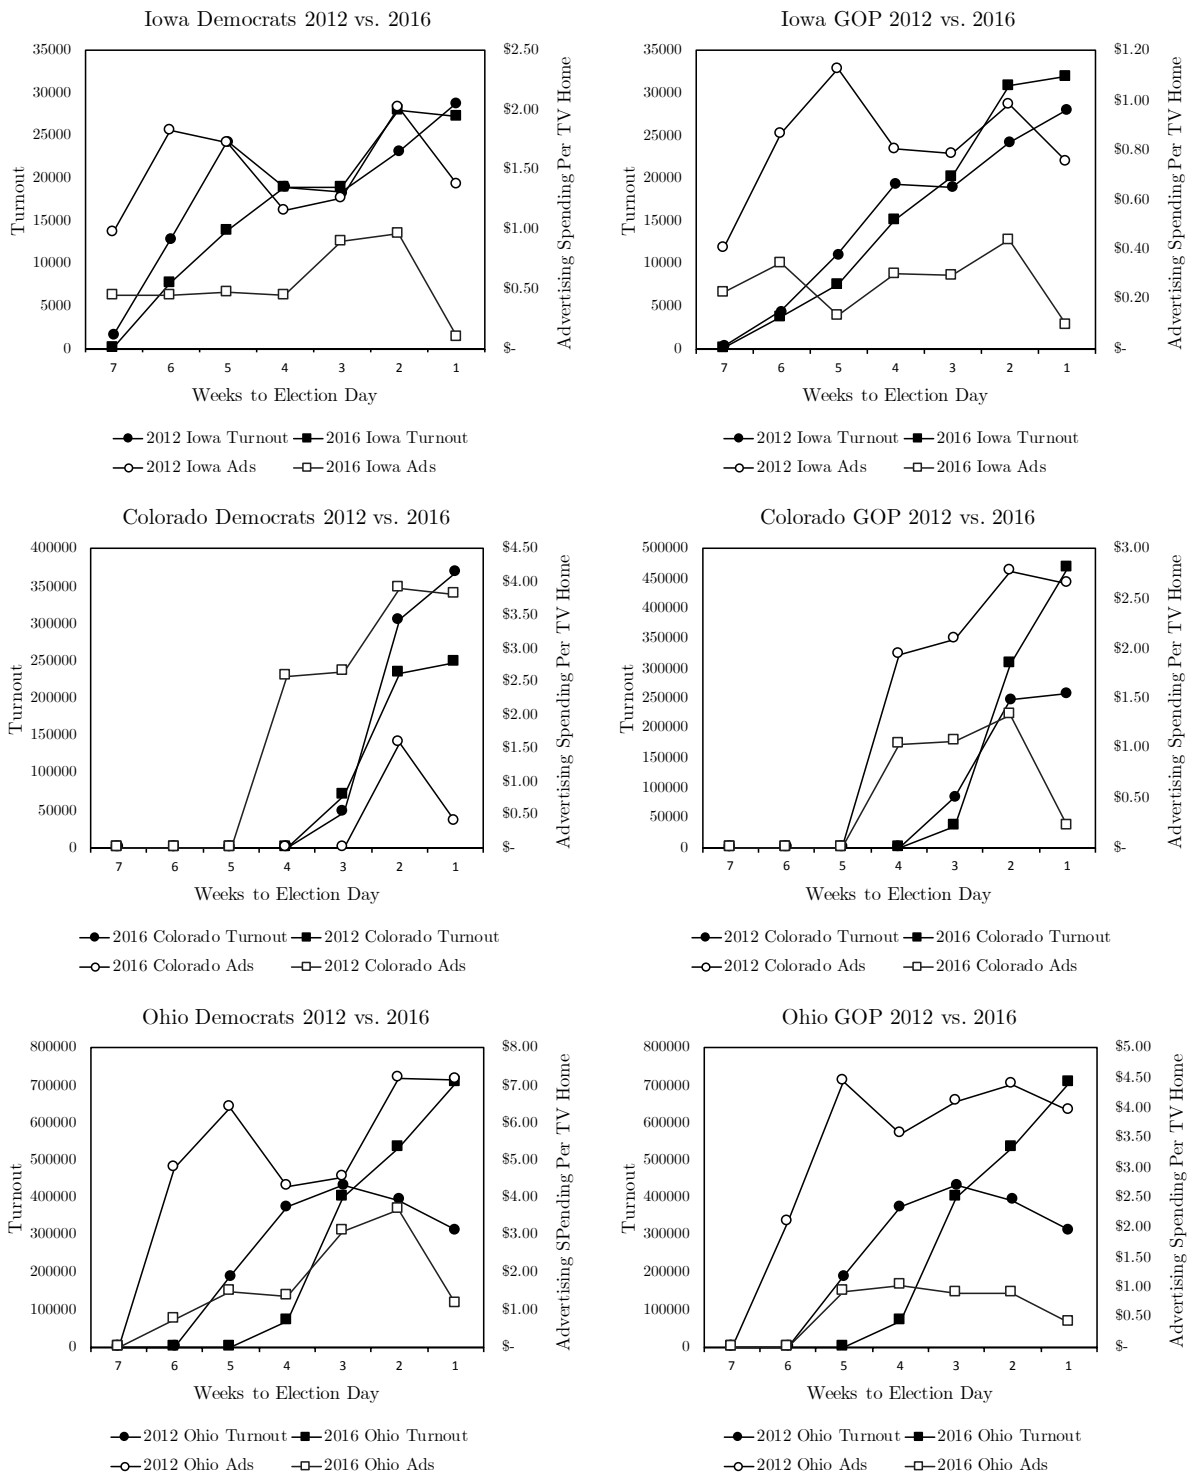 Iowa Democrats 2012 vs. 2016
35000
30000
25000
20000
15000
10000
5000
0
Turnout
$2.50
$2.00
$1.50
$1.00
$0.50
$-
Advertising Spending Per TV Home
7 6 5 4 3 2 1
Weeks to Election Day
2012 Iowa Turnout 2016 Iowa Turnout
2012 Iowa Ads 2016 Iowa Ads
Iowa GOP 2012 vs. 2016
35000
30000
25000
20000
15000
10000
5000
0
Turnout
$1.20
$1.00
$0.80
$0.60
$0.40
$0.20
$-
Advertising Spending Per TV Home
7 6 5 4 3 2 1
Weeks to Election Day
2012 Iowa Turnout 2016 Iowa Turnout
2012 Iowa Ads 2016 Iowa Ads
Colorado Democrats 2012 vs. 2016
400000
350000
300000
250000
200000
150000
100000
50000
0
Turnout
$4.50
$4.00
$3.50
$3.00
$2.50
$2.00
$1.50
$1.00
$0.50
$-
Advertising Spending Per TV Home
7 6 5 4 3 2 1
Weeks to Election Day
2016 Colorado Turnout 2012 Colorado Turnout
2016 Colorado Ads 2012 Colorado Ads
Colorado GOP 2012 vs. 2016
500000
450000
400000
350000
300000
250000
200000
150000
100000
50000
0
Turnout
$3.00
$2.50
$2.00
$1.50
$1.00
$0.50
$-
Advertising Spending Per TV Home
7 6 5 4 3 2 1
Weeks to Election Day
2012 Colorado Turnout 2016 Colorado Turnout
2012 Colorado Ads 2016 Colorado Ads
Ohio Democrats 2012 vs. 2016
800000
700000
600000
500000
400000
300000
200000
100000
0
Turnout
$8.00
$7.00
$6.00
$5.00
$4.00
$3.00
$2.00
$1.00
$-
Advertising SPending Per TV Home
7 6 5 4 3 2 1
Weeks to Election Day
2012 Ohio Turnout 2016 Ohio Turnout
2012 Ohio Ads 2016 Ohio Ads
Ohio GOP 2012 vs. 2016
800000
700000
600000
500000
400000
300000
200000
100000
0
Turnout
$5.00
$4.50
$4.00
$3.50
$3.00
$2.50
$2.00
$1.50
$1.00
$0.50
$-
Advertising Spending Per TV Home
7 6 5 4 3 2 1
Weeks to Election Day
2012 Ohio Turnout 2016 Ohio Turnout
2012 Ohio Ads 2016 Ohio Ads